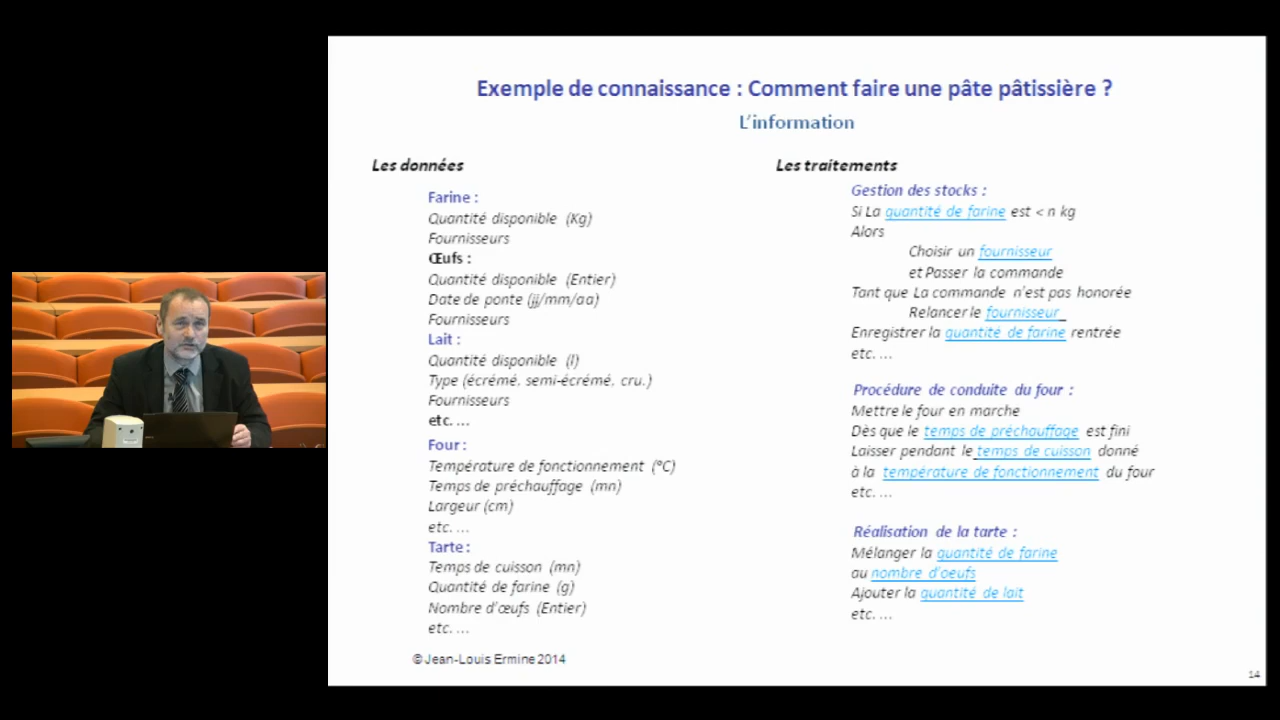 Exemple de connaissance : Comment faire une pâte pâtissière ?
L'information
Les données
Farine :
Quantité disponible (Kg)
Fournisseurs
Œufs :
Quantité disponible (Entier)
Date de ponte (jj/mm/aa)
Fournisseurs
Lait :
Quantité disponible (l)
Type (écrémé, semi-écrémé, cru.)
Fournisseurs
etc. ...
Four :
Température de fonctionnement (°C)
Temps de préchauffage (mn)
Largeur (cm)
etc. ...
Tarte :
Temps de cuisson (mn)
Quantité de farine (g)
Nombre d'œufs (Entier)
etc. ...
Les traitements
Gestion des stocks :
Si La quantité de farine est < n kg
Alors
Choisir un fournisseur
et Passer la commande
Tant que La commande n'est pas honorée
Relancer le fournisseur
Enregistrer la quantité de farine rentrée
etc. ...
Procédure de conduite du four :
Mettre le four en marche
Dès que le temps de préchauffage est fini
Laisser pendant le temps de cuisson donné
à la température de fonctionnement du four
etc. ...
Réalisation de la tarte :
Mélanger la quantité de farine
au nombre d'oeufs
Ajouter la quantité de lait
etc. ...
© Jean-Louis Ermine 2014
14